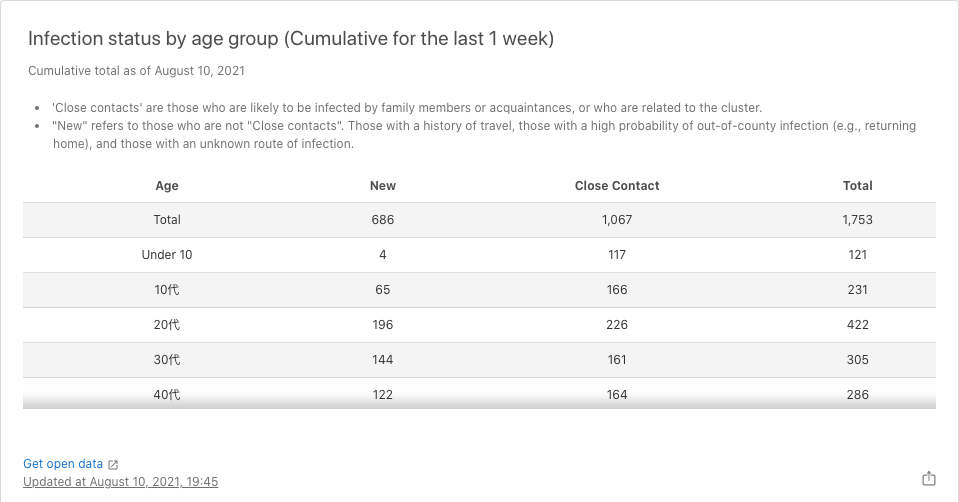 Infection status by age group (Cumulative for the last 1 week)
Cumulative total as of August 10, 2021
• 'Close contacts' are those who are likely to be infected by family members or acquaintances, or who are related to the cluster.
• "New" refers to those who are not "Close contacts". Those with a history of travel, those with a high probability of out-of-county infection (e.g., returning
home), and those with an unknown route of infection.
Age New Close Contact Total
Total 686 1,067 1,753
Under 10 4 117 121
10代 65 166 231
20代 196 226 422
30代 144 161 305
40代 122 164 286
Get open data
Updated at August 10, 2021, 19:45